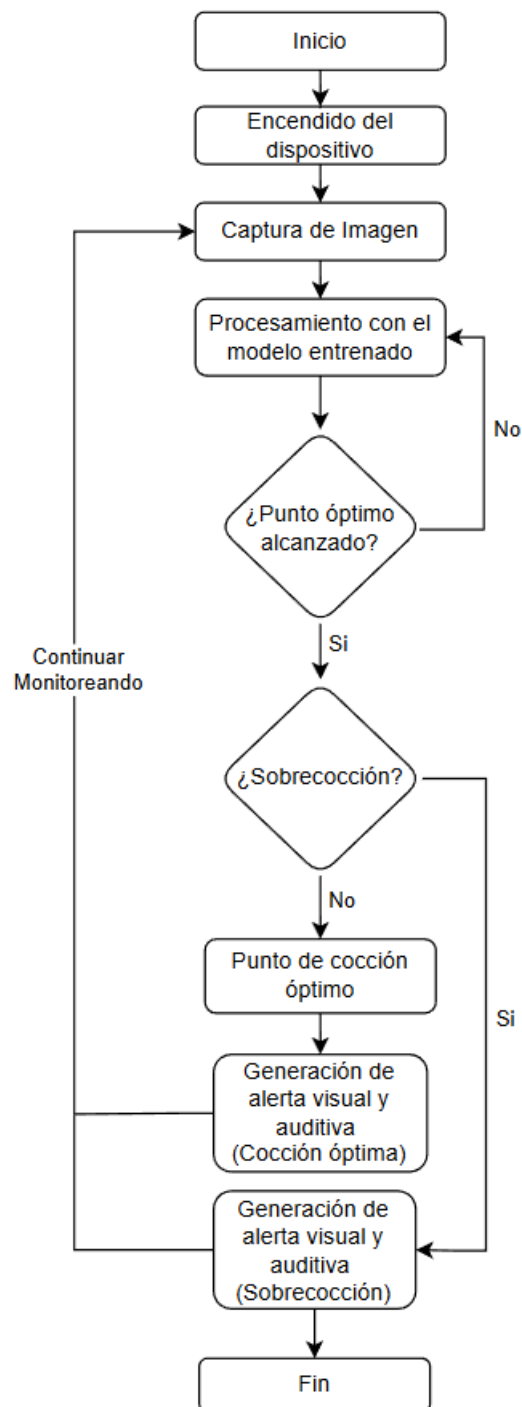 Inicio
Encendido del
dispositivo
Captura de Imagen
Procesamiento con el
modelo entrenado
No
¿Punto óptimo
alcanzado?
Si
Continuar
Monitoreando
¿Sobrecocción?
No
Punto de cocción
óptimo
Si
Generación de
alerta visual y
auditiva
(Cocción óptima)
Generación de
alerta visual y
auditiva
(Sobrecocción)
Fin